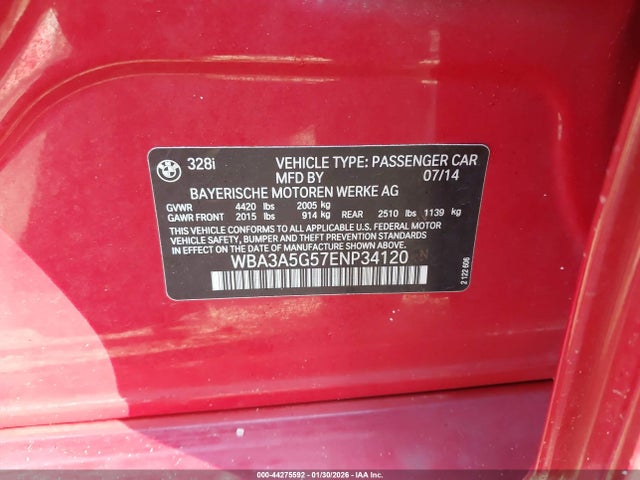 328i VEHICLE TYPE: PASSENGER CAR
MFD BY 07/14
BAYERISCHE MOTOREN WERKE AG
GVWR 4420 lbs 2005 kg
GAWR FRONT 2015 lbs 914 kg REAR 2510 lbs 1139 kg
THIS VEHICLE CONFORMS TO ALL APPLICABLE U.S. FEDERAL MOTOR
VEHICLE SAFETY, BUMPER, AND THEFT PREVENTION STANDARDS
IN EFFECT ON THE DATE OF MANUFACTURE SHOWN ABOVE.
WBA3A5G57ENP34120
2 122 606
000-44275592 - 01/30/2026 - IAA Inc.